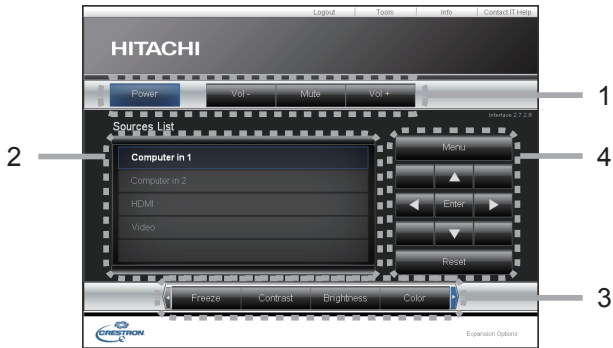 Logout Tools Info Contact IT Help
HITACHI
Power Vol - Mute Vol + 1
Interface 2.7.2.6
Sources List
2
Computer in 1
Computer in 2
HDMI
Video
Menu
4
Enter
Reset
Freeze Contrast Brightness Color 3
CRESTRON
Expansion Options